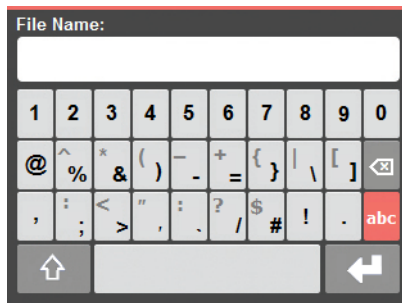 File Name:
1 2 3 4 5 6 7 8 9 0
@ ^ % * & ( ) _ - + = { } | \ [ ]
, : ; < > " ' : . ? / $ # ! . abc